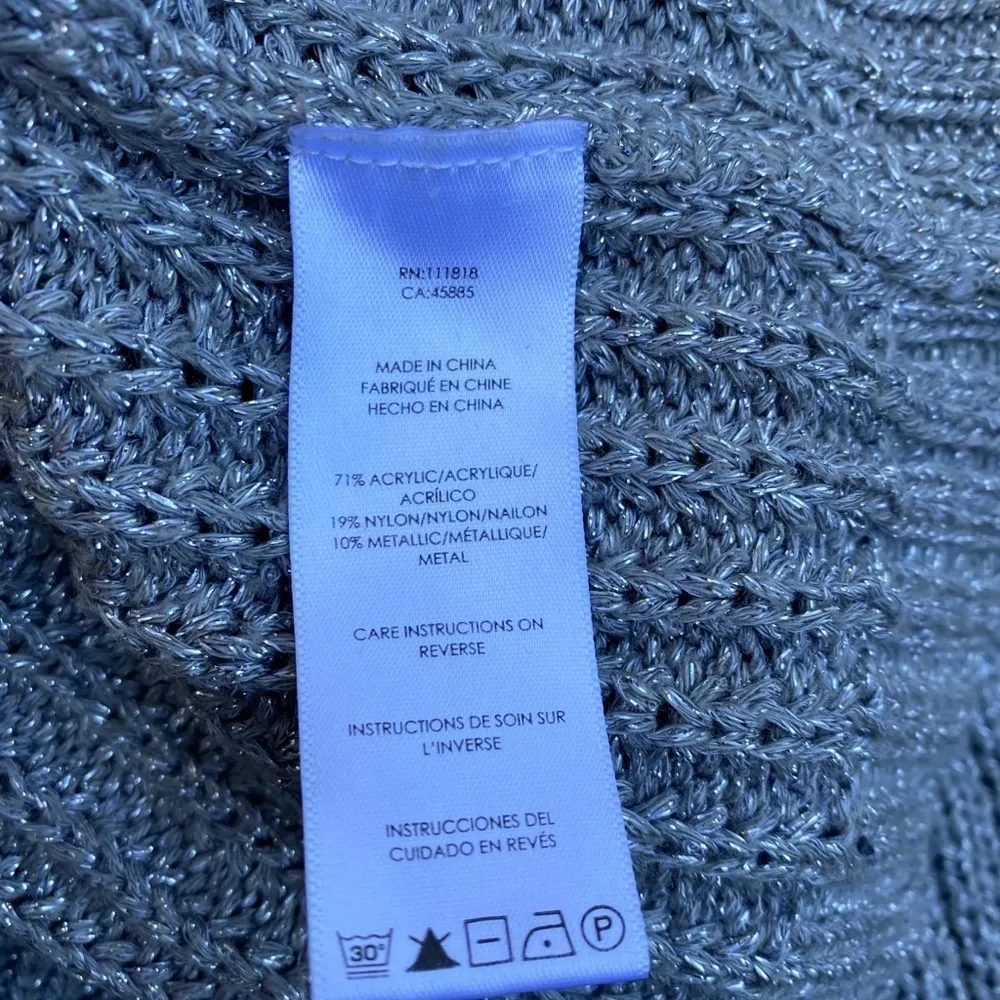 RN:111818
CA:45885
MADE IN CHINA
FABRIQUÉ EN CHINE
HECHO EN CHINA
71% ACRYLIC/ACRYLIQUE/
ACRÍLICO
19% NYLON/NYLON/NAILON
10% METALLIC/MÉTALLIQUE/
METAL
CARE INSTRUCTIONS ON
REVERSE
INSTRUCTIONS DE SOIN SUR
L'INVERSE
INSTRUCCIONES DEL
CUIDADO EN REVÉS
30° P